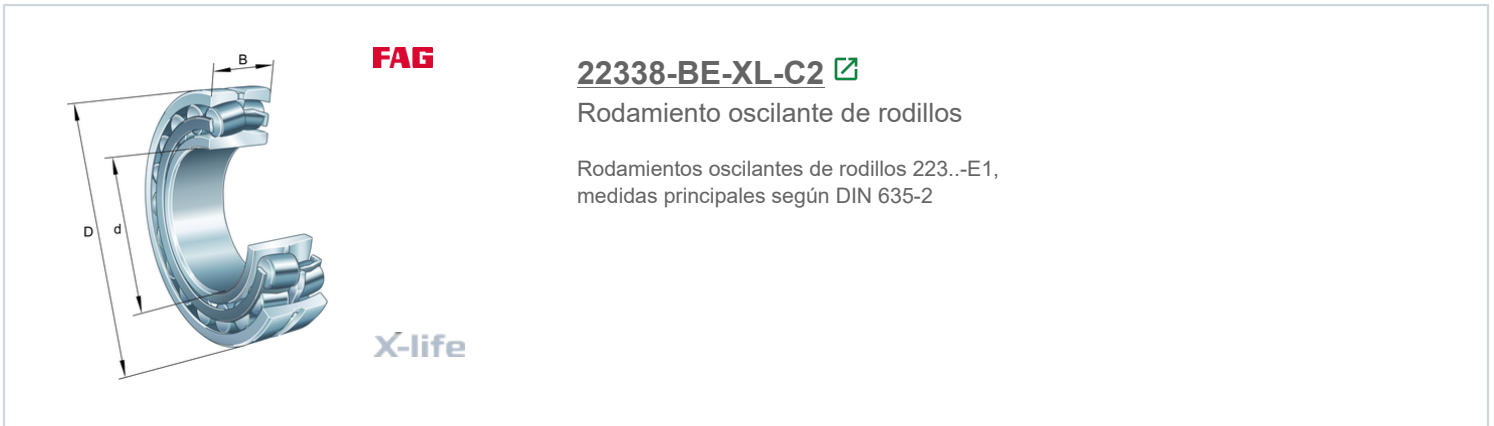 B
D
d
FAG
X-life
22338-BE-XL-C2
Rodamiento oscilante de rodillos
Rodamientos oscilantes de rodillos 223..-E1,
medidas principales según DIN 635-2